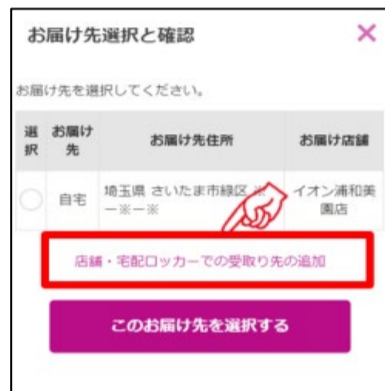 お届け先選択と確認
×
お届け先を選択してください。
選択 お届け先 お届け先住所 お届け店舗
自宅 埼玉県 さいたま市緑区 ※ー※ー※ イオン浦和美園店
店舗・宅配ロッカーでの受取り先の追加
このお届け先を選択する